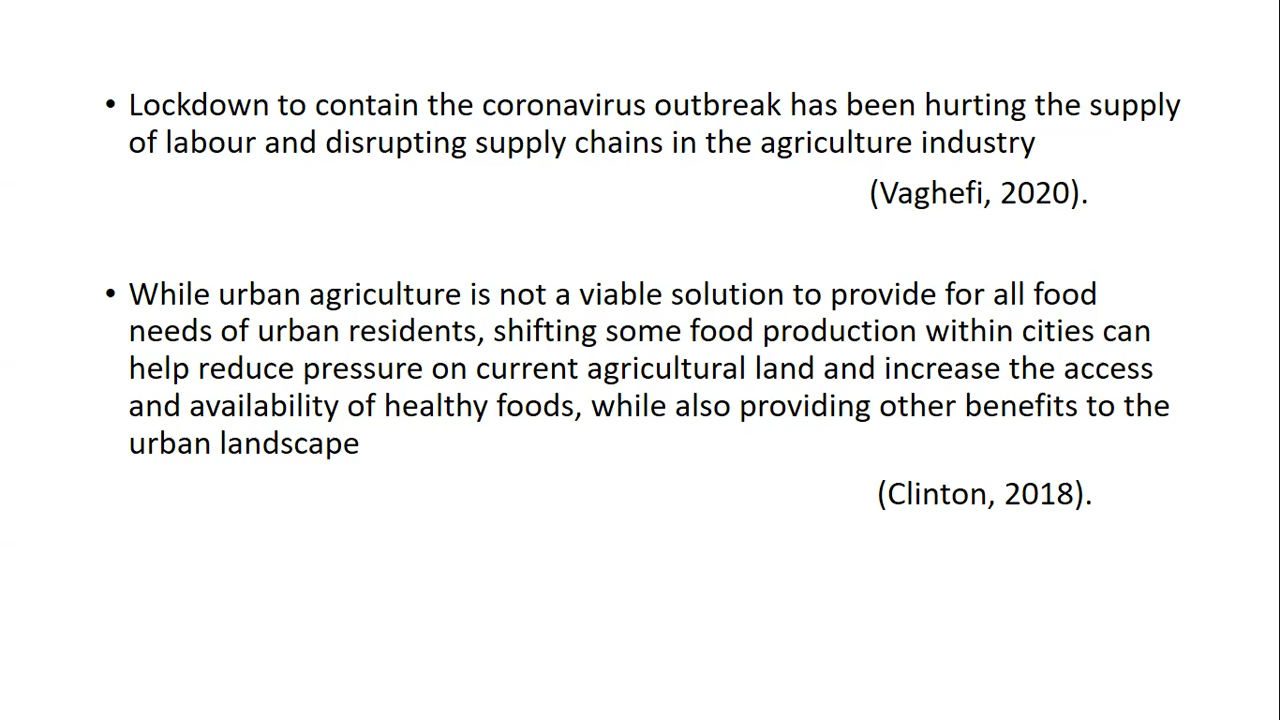 • Lockdown to contain the coronavirus outbreak has been hurting the supply
of labour and disrupting supply chains in the agriculture industry
(Vaghefi, 2020).
• While urban agriculture is not a viable solution to provide for all food
needs of urban residents, shifting some food production within cities can
help reduce pressure on current agricultural land and increase the access
and availability of healthy foods, while also providing other benefits to the
urban landscape
(Clinton, 2018).